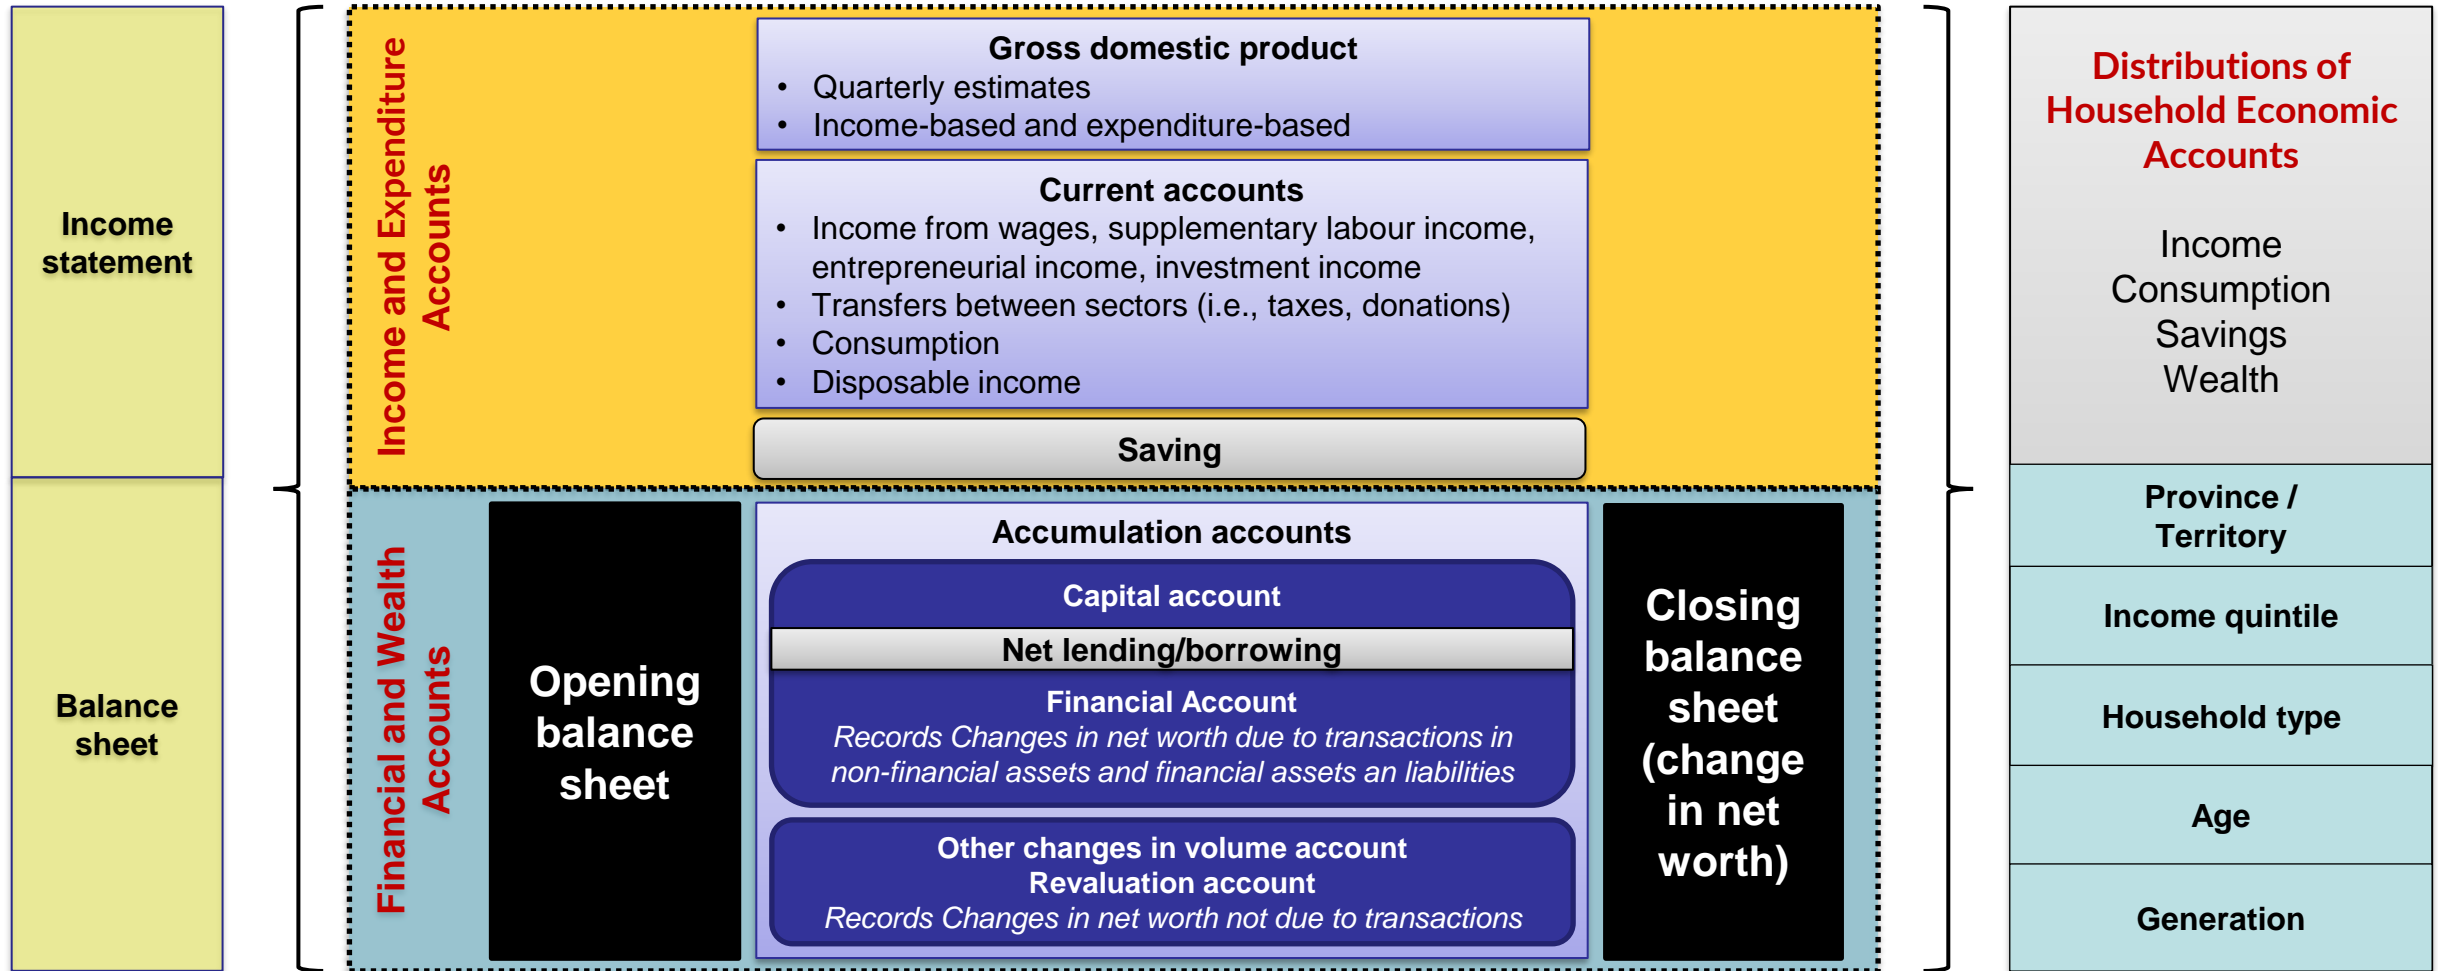 Income
statement
Balance
sheet
Income and Expenditure
Accounts
Gross domestic product
• Quarterly estimates
• Income-based and expenditure-based
Current accounts
• Income from wages, supplementary labour income,
entrepreneurial income, investment income
• Transfers between sectors (i.e., taxes, donations)
• Consumption
• Disposable income
Saving
Financial and Wealth
Accounts
Opening
balance
sheet
Accumulation accounts
Capital account
Net lending/borrowing
Financial Account
Records Changes in net worth due to transactions in
non-financial assets and financial assets an liabilities
Other changes in volume account
Revaluation account
Records Changes in net worth not due to transactions
Closing
balance
sheet
(change
in net
worth)
Distributions of
Household Economic
Accounts
Income
Consumption
Savings
Wealth
Province /
Territory
Income quintile
Household type
Age
Generation